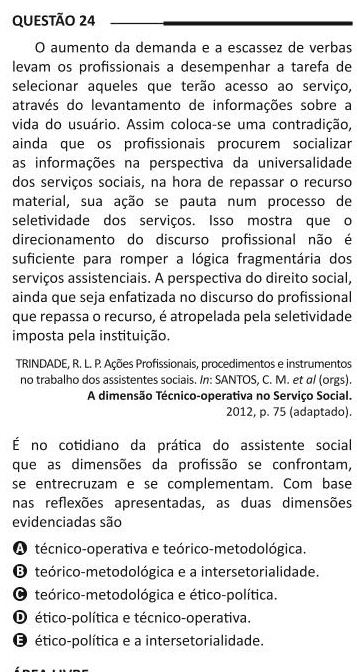 QUESTÃO 24
O aumento da demanda e a escassez de verbas
levam os profissionais a desempenhar a tarefa de
selecionar aqueles que terão acesso ao serviço,
através do levantamento de informações sobre a
vida do usuário. Assim coloca-se uma contradição,
ainda que os profissionais procurem socializar
as informações na perspectiva da universalidade
dos serviços sociais, na hora de repassar o recurso
material, sua ação se pauta num processo de
seletividade dos serviços. Isso mostra que o
direcionamento do discurso profissional não é
suficiente para romper a lógica fragmentária dos
serviços assistenciais. A perspectiva do direito social,
ainda que seja enfatizada no discurso do profissional
que repassa o recurso, é atropelada pela seletividade
imposta pela instituição.
TRINDADE, R. L. P. Ações Profissionais, procedimentos e instrumentos
no trabalho dos assistentes sociais. In: SANTOS, C. M. et al (orgs).
A dimensão Técnico-operativa no Serviço Social.
2012, p. 75 (adaptado).
É no cotidiano da prática do assistente social
que as dimensões da profissão se confrontam,
se entrecruzam e se complementam. Com base
nas reflexões apresentadas, as duas dimensões
evidenciadas são
A técnico-operativa e teórico-metodológica.
B teórico-metodológica e a intersetorialidade.
C teórico-metodológica e ético-política.
D ético-política e técnico-operativa.
E ético-política e a intersetorialidade.